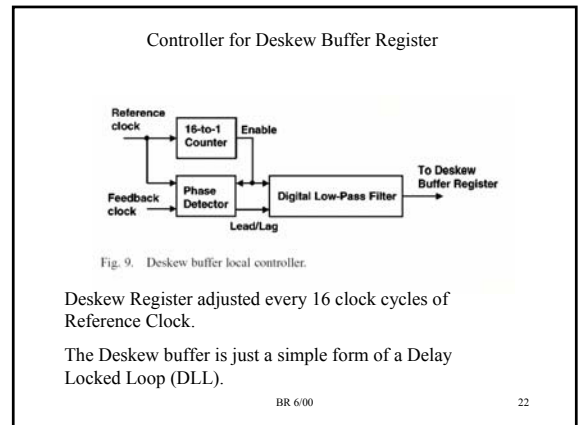 Controller for Deskew Buffer Register
Reference
clock
16-to-1
Counter
Enable
To Deskew
Buffer Register
Feedback
clock
Phase
Detector
Digital Low-Pass Filter
Lead/Lag
Fig. 9. Deskew buffer local controller.
Deskew Register adjusted every 16 clock cycles of
Reference Clock.
The Deskew buffer is just a simple form of a Delay
Locked Loop (DLL).
BR 6/00
22